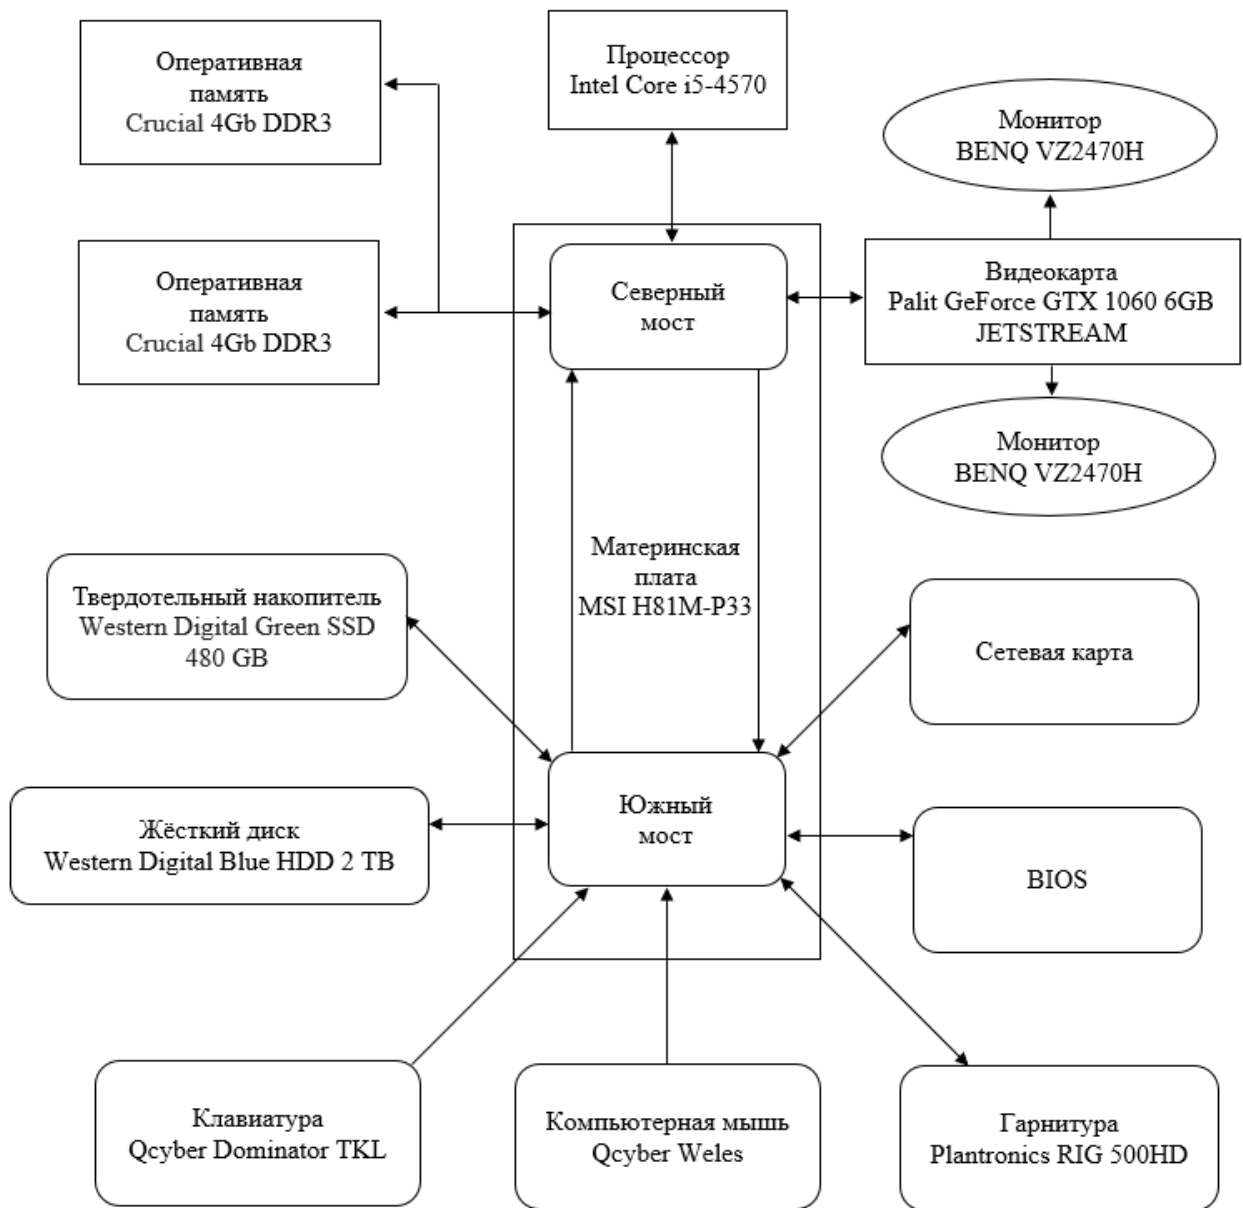 Оперативная
память
Crucial 4Gb DDR3
Процессор
Intel Core i5-4570
Монитор
BENQ VZ2470H
Оперативная
память
Crucial 4Gb DDR3
Северный
мост
Видеокарта
Palit GeForce GTX 1060 6GB
JETSTREAM
Монитор
BENQ VZ2470H
Материнская
плата
MSI H81M-P33
Твердотельный накопитель
Western Digital Green SSD
480 GB
Сетевая карта
Жёсткий диск
Western Digital Blue HDD 2 TB
Южный
мост
BIOS
Клавиатура
Qcyber Dominator TKL
Компьютерная мышь
Qcyber Weles
Гарнитура
Plantronics RIG 500HD